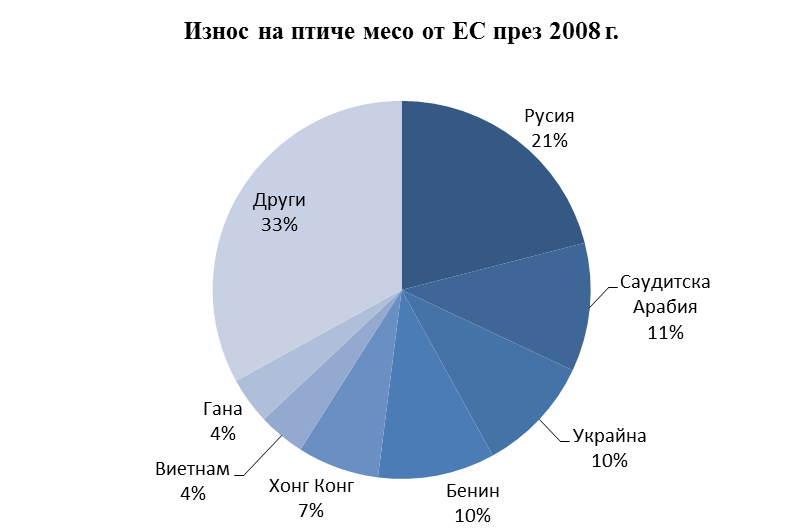 Износ на птиче месо от ЕС през 2008 г.
Русия
21%
Саудитска
Арабия
11%
Украйна
10%
Бенин
10%
Хонг Конг
7%
Виетнам
4%
Гана
4%
Други
33%